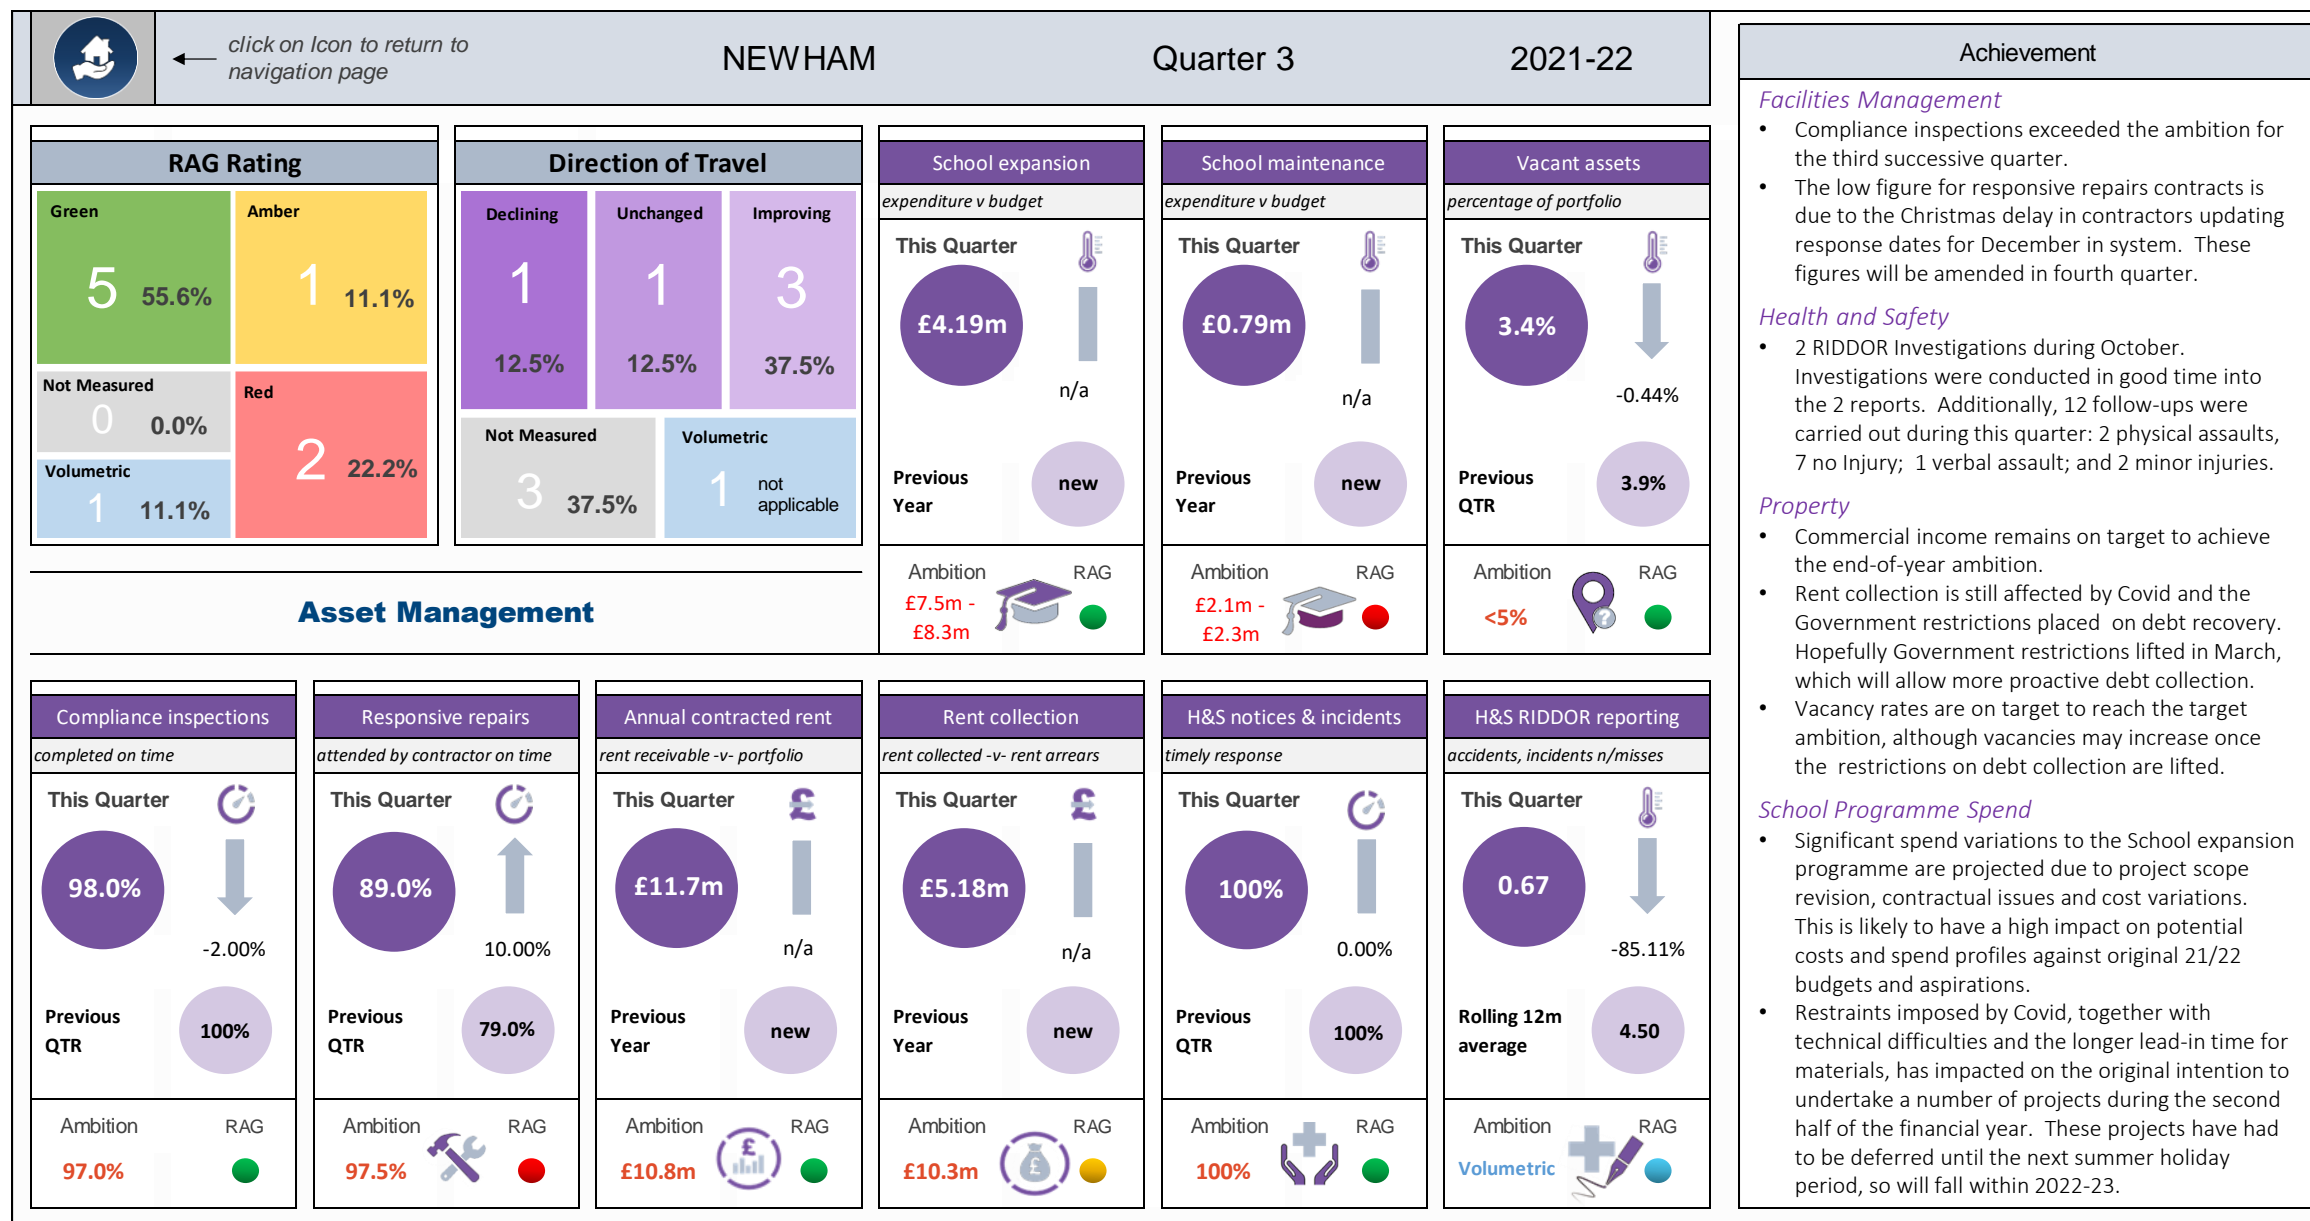 click on Icon to return to
navigation page
NEWHAM
Quarter 3
2021-22
RAG Rating
Green
5 55.6%
Amber
1 11.1%
Not Measured
0 0.0%
Red
2 22.2%
Volumetric
1 11.1%
Direction of Travel
Declining
1
12.5%
Unchanged
1
12.5%
Improving
3
37.5%
Not Measured
3 37.5%
Volumetric
1 not
applicable
School expansion
expenditure v budget
This Quarter
£4.19m
n/a
Previous
Year
new
Ambition
RAG
£7.5m -
£8.3m
School maintenance
expenditure v budget
This Quarter
£0.79m
n/a
Previous
Year
new
Ambition
RAG
£2.1m -
£2.3m
Vacant assets
percentage of portfolio
This Quarter
3.4%
-0.44%
Previous
QTR
3.9%
Ambition
RAG
<5%
?
Asset Management
Compliance inspections
completed on time
This Quarter
98.0%
-2.00%
Previous
QTR
100%
Ambition
RAG
97.0%
Responsive repairs
attended by contractor on time
This Quarter
89.0%
10.00%
Previous
QTR
79.0%
Ambition
RAG
97.5%
Annual contracted rent
rent receivable -v- portfolio
This Quarter
£
£11.7m
n/a
Previous
Year
new
Ambition
RAG
£10.8m
£
Rent collection
rent collected -v- rent arrears
This Quarter
£
£5.18m
n/a
Previous
Year
new
Ambition
RAG
£10.3m
£
H&S notices & incidents
timely response
This Quarter
100%
0.00%
Previous
QTR
100%
Ambition
RAG
100%
H&S RIDDOR reporting
accidents, incidents n/misses
This Quarter
0.67
-85.11%
Rolling 12m
average
4.50
Ambition
RAG
Volumetric
Achievement
Facilities Management
• Compliance inspections exceeded the ambition for
the third successive quarter.
• The low figure for responsive repairs contracts is
due to the Christmas delay in contractors updating
response dates for December in system. These
figures will be amended in fourth quarter.
Health and Safety
• 2 RIDDOR Investigations during October.
Investigations were conducted in good time into
the 2 reports. Additionally, 12 follow-ups were
carried out during this quarter: 2 physical assaults,
7 no Injury; 1 verbal assault; and 2 minor injuries.
Property
• Commercial income remains on target to achieve
the end-of-year ambition.
• Rent collection is still affected by Covid and the
Government restrictions placed on debt recovery.
Hopefully Government restrictions lifted in March,
which will allow more proactive debt collection.
• Vacancy rates are on target to reach the target
ambition, although vacancies may increase once
the restrictions on debt collection are lifted.
School Programme Spend
• Significant spend variations to the School expansion
programme are projected due to project scope
revision, contractual issues and cost variations.
This is likely to have a high impact on potential
costs and spend profiles against original 21/22
budgets and aspirations.
• Restraints imposed by Covid, together with
technical difficulties and the longer lead-in time for
materials, has impacted on the original intention to
undertake a number of projects during the second
half of the financial year. These projects have had
to be deferred until the next summer holiday
period, so will fall within 2022-23.